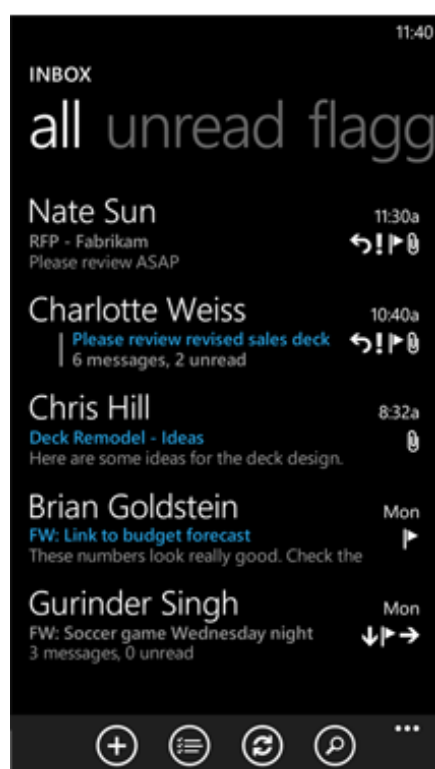 11:40
INBOX
all unread flagg
Nate Sun 11:30a
RFP - Fabrikam
Please review ASAP
Charlotte Weiss 10:40a
Please review revised sales deck
6 messages, 2 unread
Chris Hill 8:32a
Deck Remodel - Ideas
Here are some ideas for the deck design.
Brian Goldstein Mon
FW: Link to budget forecast
These numbers look really good. Check the
Gurinder Singh Mon
FW: Soccer game Wednesday night
3 messages, 0 unread